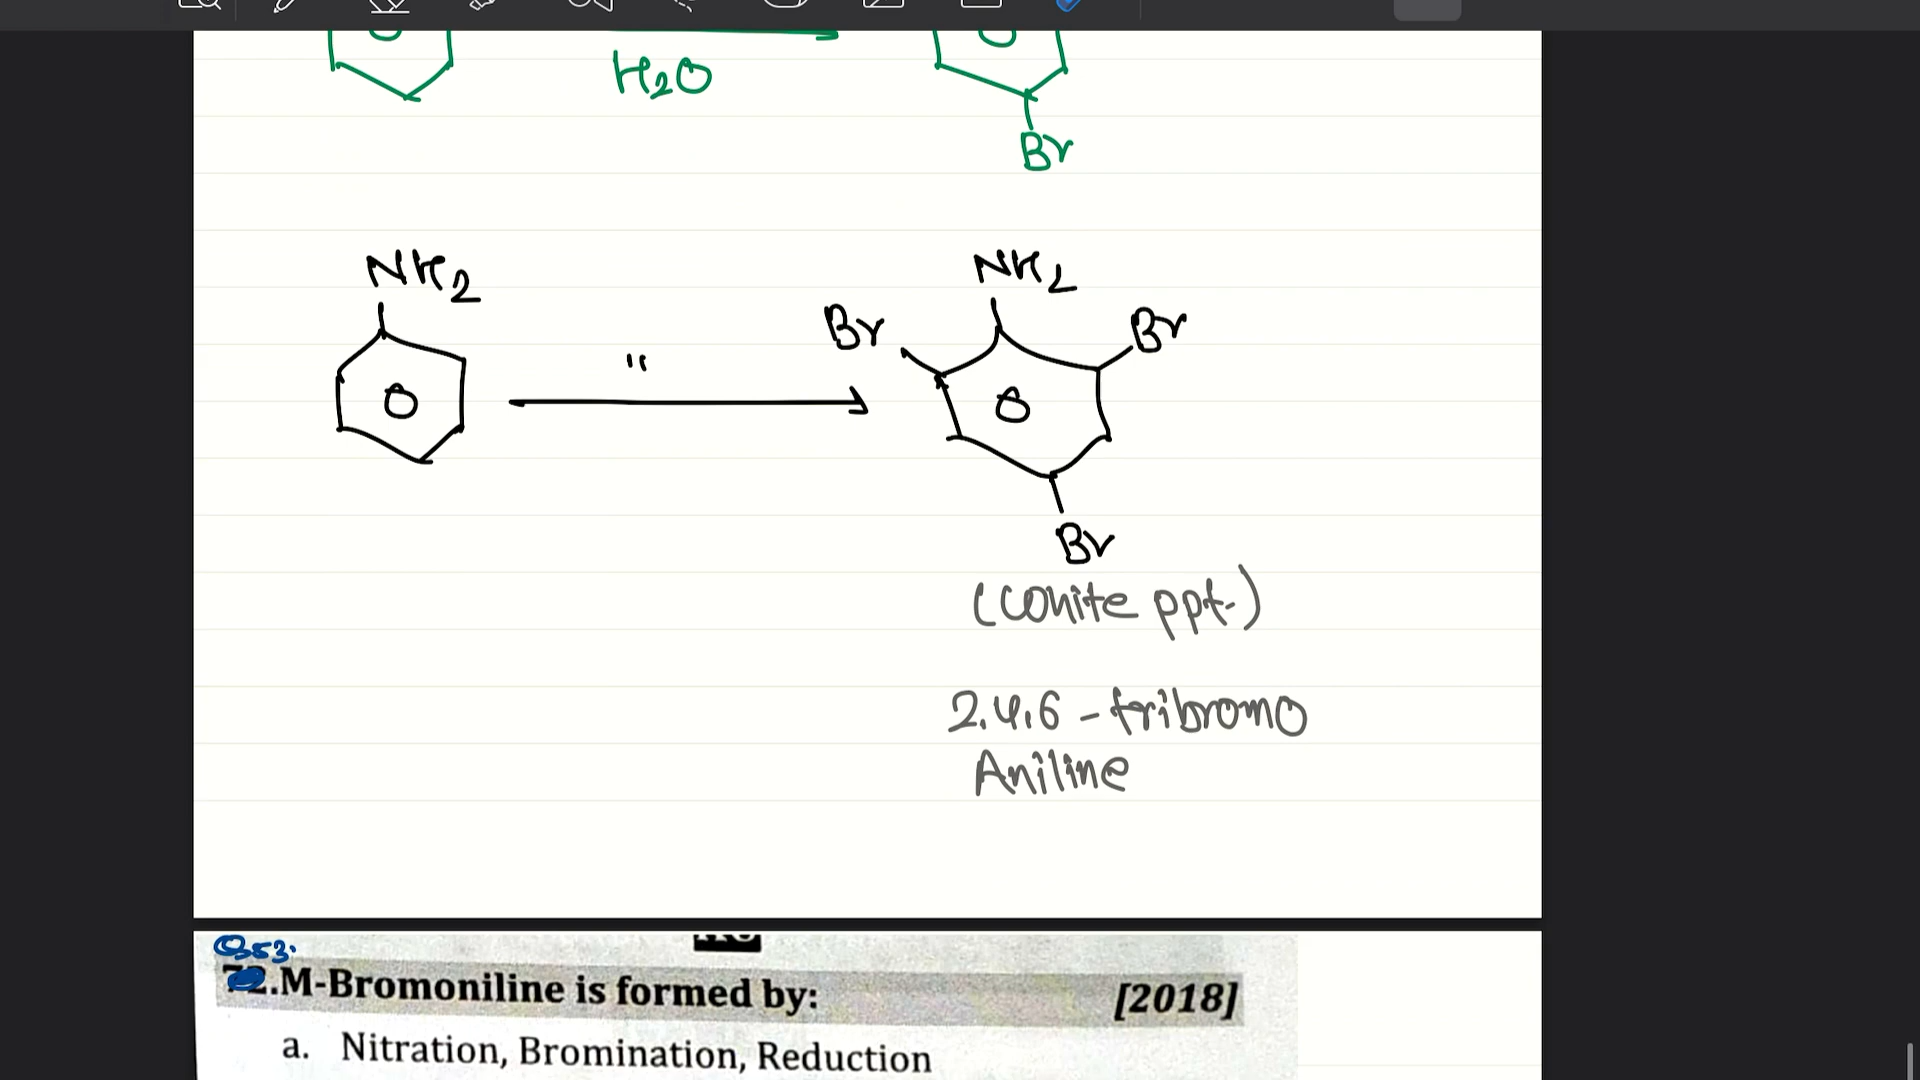 H₂O
Br
NH₂
NH₂
Br
Br
"
Br
(white ppt.)
2,4,6 - tribromo
Aniline
Q53.
.M-Bromoniline is formed by: [2018]
a. Nitration, Bromination, Reduction